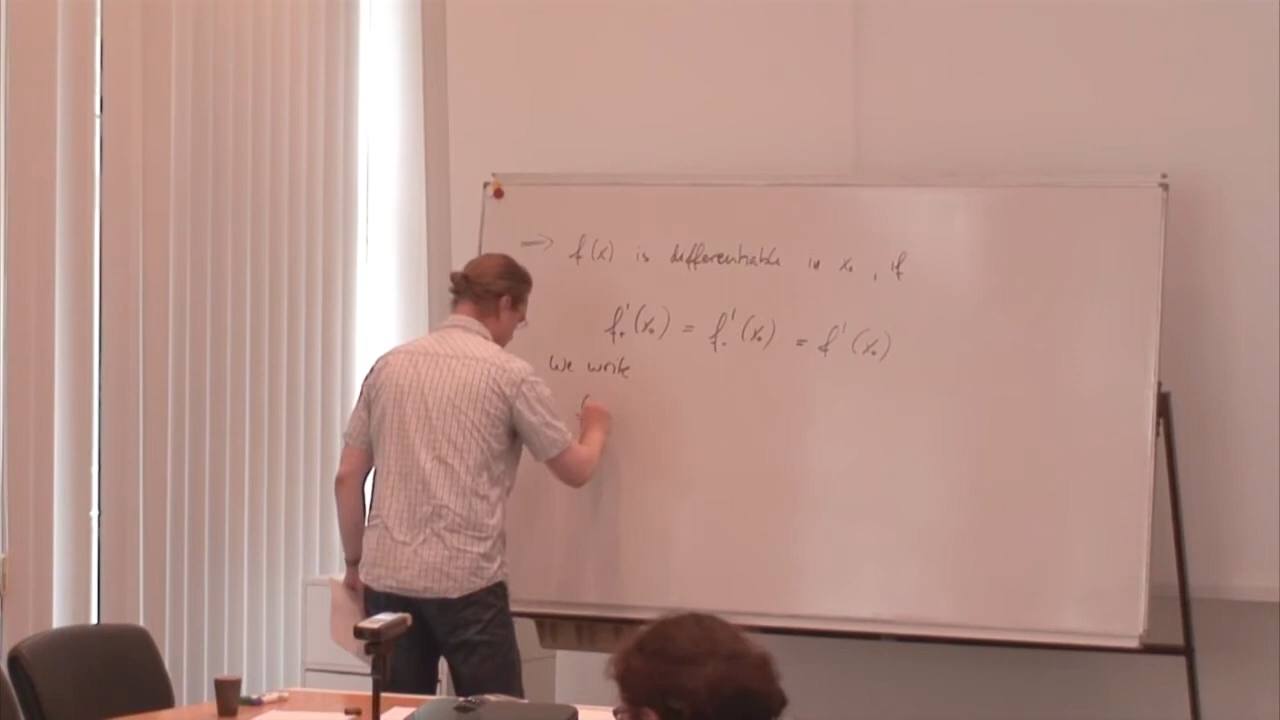 → f(x) is differentiable in x₀, if
f₊'(x₀) = f₋'(x₀) = f'(x₀)
we write